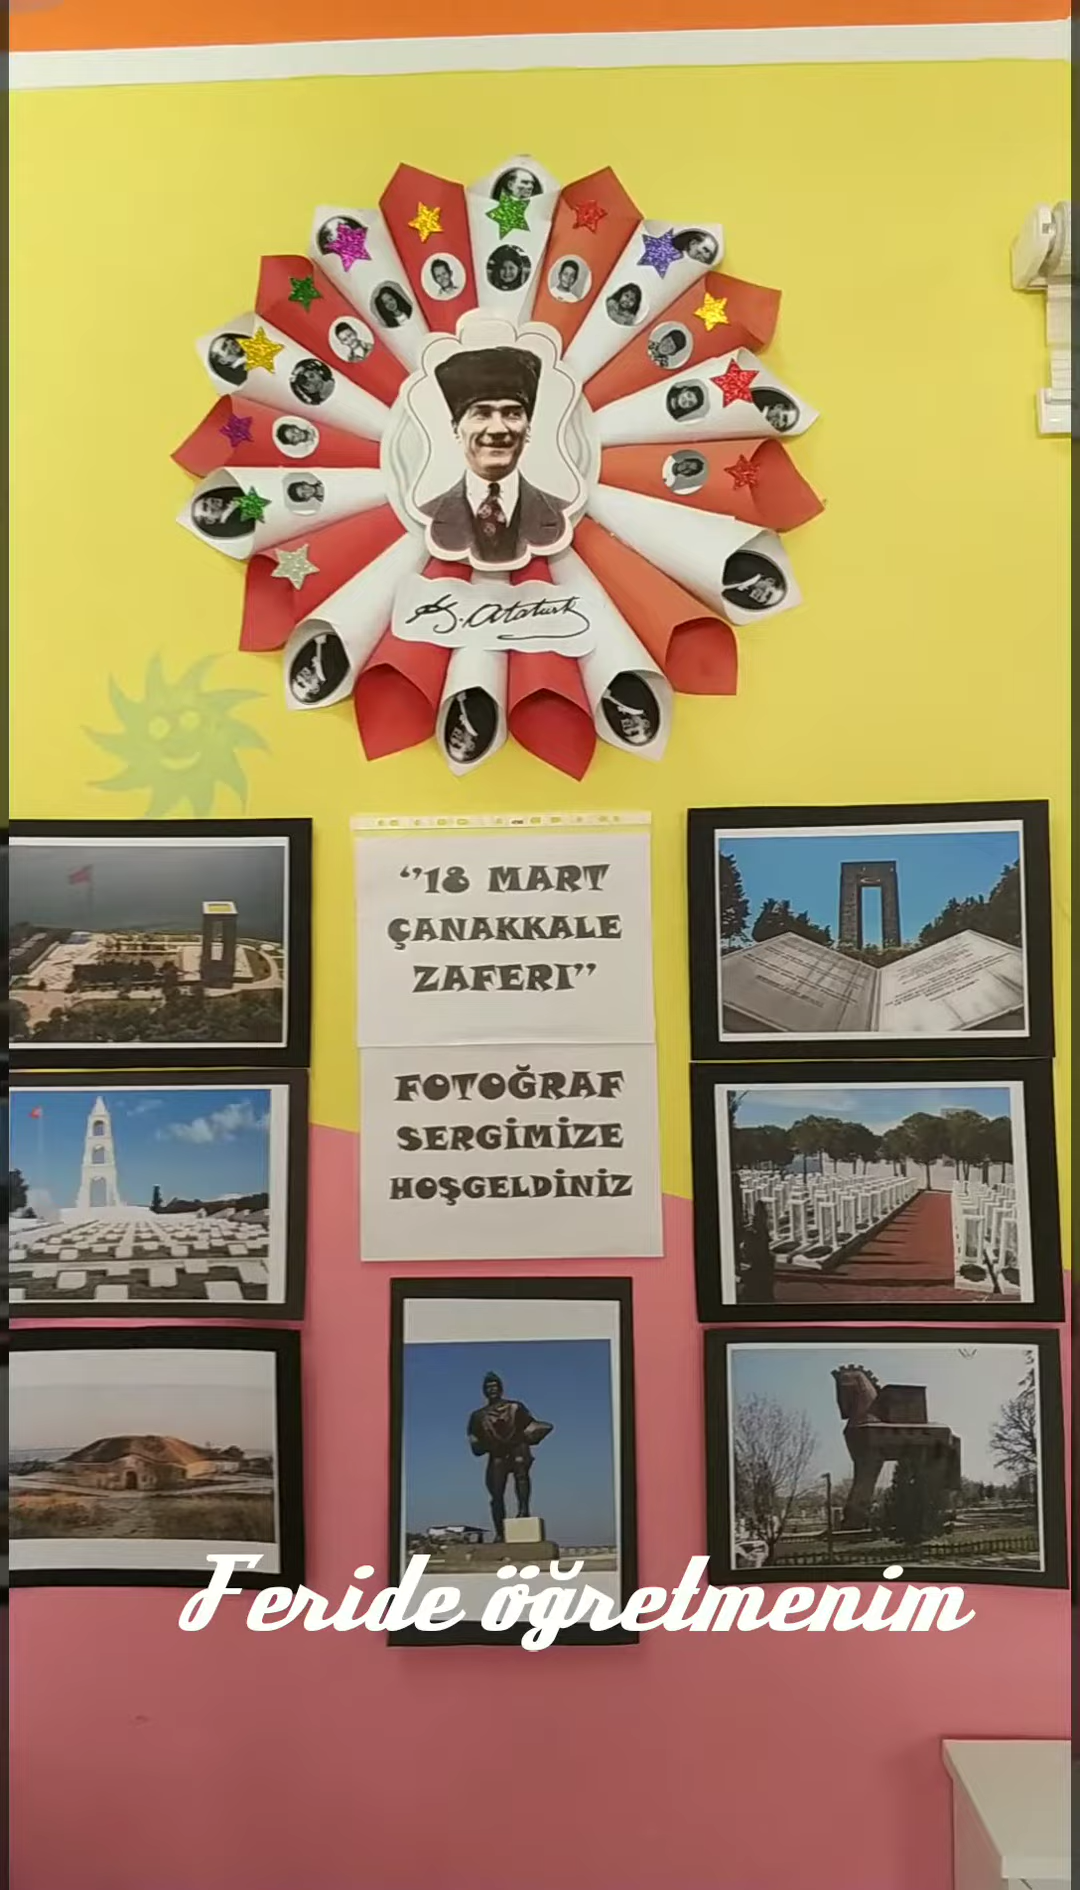 K. Atatürk
"18 MART
ÇANAKKALE
ZAFERI"
FOTOĞRAF
SERGİMİZE
HOŞGELDİNİZ
Feride öğretmenim